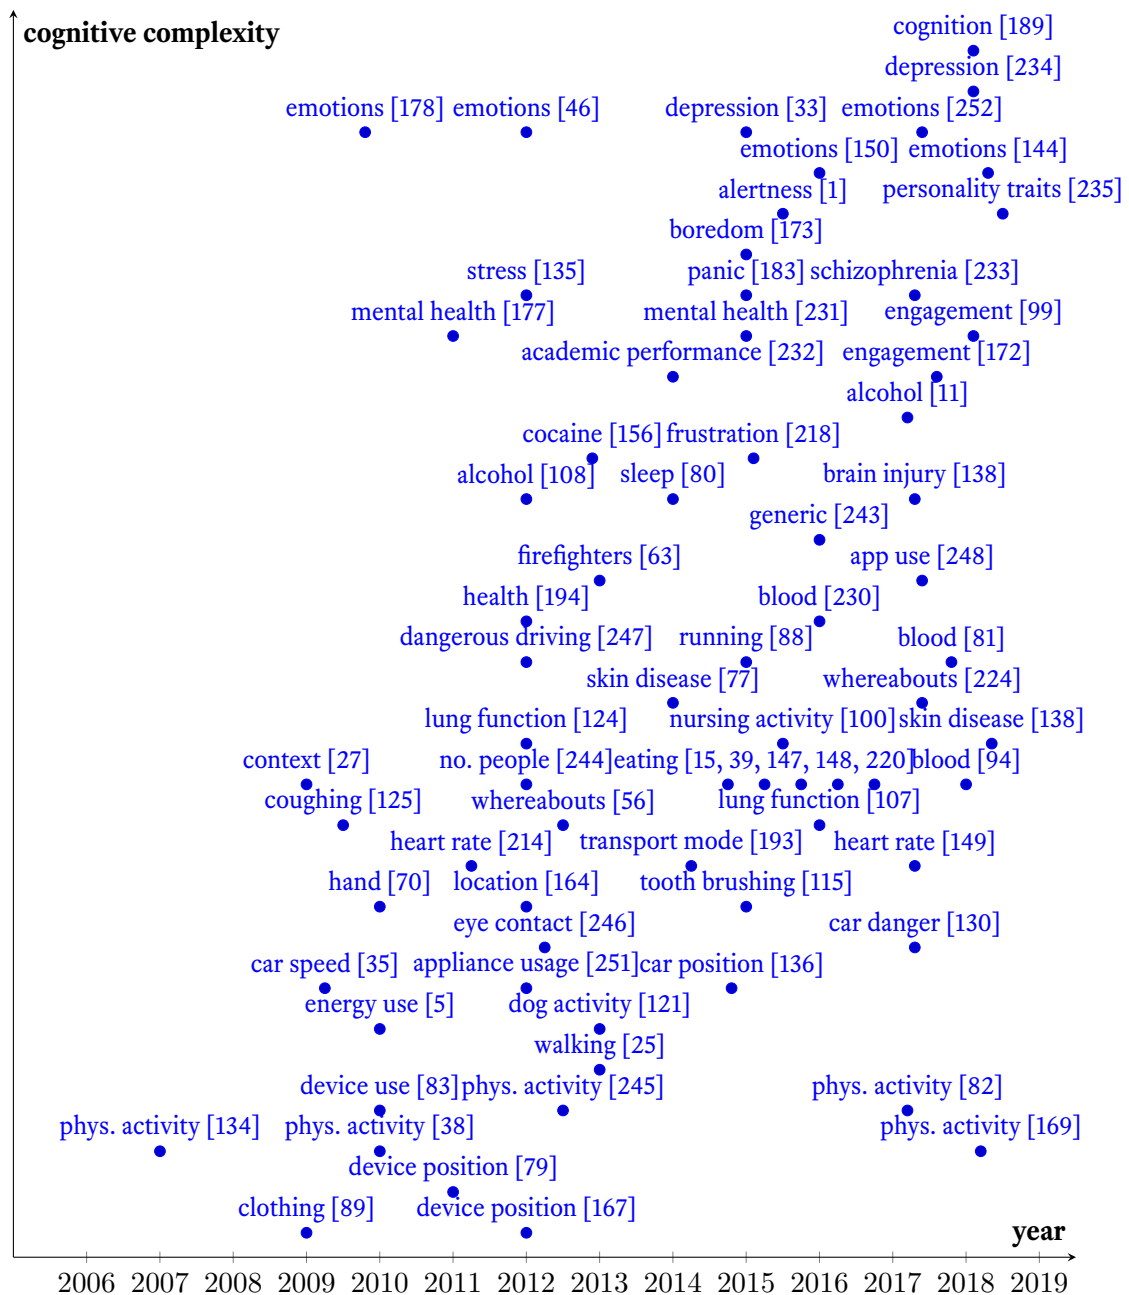 cognition [189]
cognitive complexity
depression [234]
emotions [178] emotions [46] depression [33] emotions [252]
emotions [150] emotions [144]
alertness [1] personality traits [235]
boredom [173]
stress [135] panic [183] schizophrenia [233]
mental health [177] mental health [231] engagement [99]
academic performance [232] engagement [172]
alcohol [11]
cocaine [156] frustration [218]
alcohol [108] sleep [80] brain injury [138]
generic [243]
firefighters [63] app use [248]
health [194] blood [230]
dangerous driving [247] running [88] blood [81]
skin disease [77] whereabouts [224]
lung function [124] nursing activity [100] skin disease [138]
context [27] no. people [244] eating [15, 39, 147, 148, 220] blood [94]
coughing [125] whereabouts [56] lung function [107]
heart rate [214] transport mode [193] heart rate [149]
hand [70] location [164] tooth brushing [115]
eye contact [246] car danger [130]
car speed [35] appliance usage [251] car position [136]
energy use [5] dog activity [121]
walking [25]
device use [83] phys. activity [245] phys. activity [82]
phys. activity [134] phys. activity [38] phys. activity [169]
device position [79]
clothing [89] device position [167]
year
2006 2007 2008 2009 2010 2011 2012 2013 2014 2015 2016 2017 2018 2019